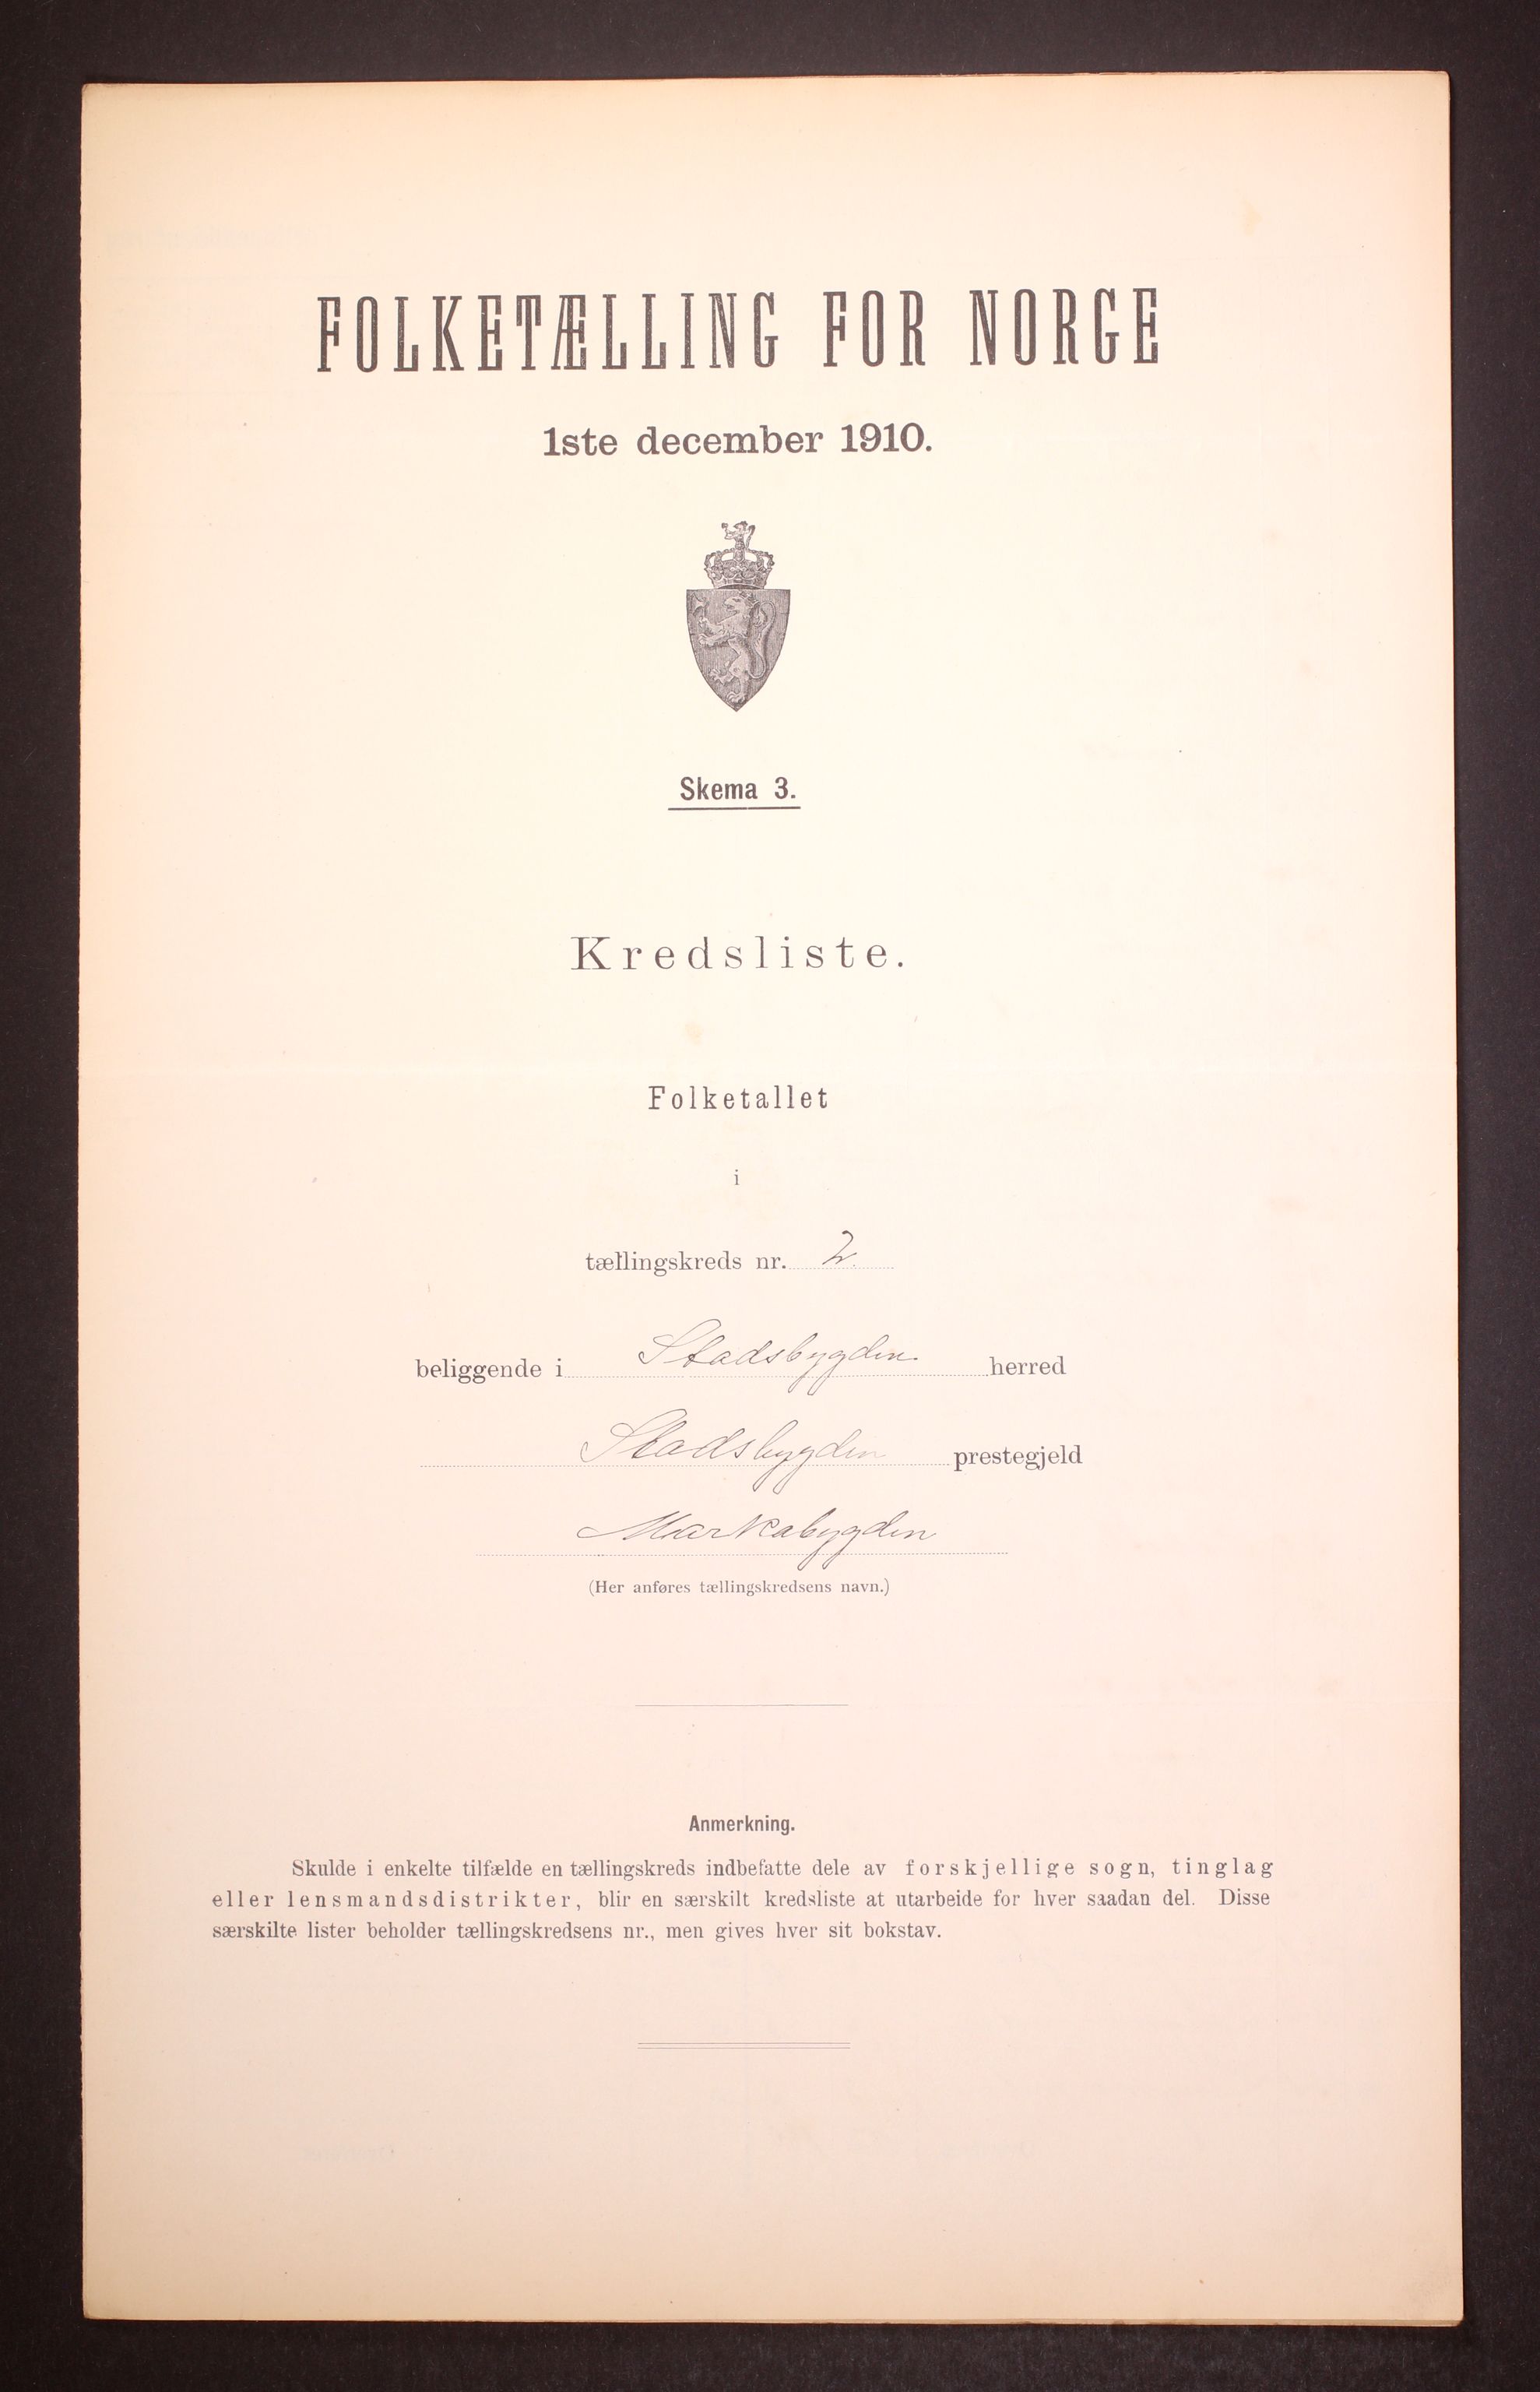 FOLKETÆLLING FOR NORGE
1ste december 1910.
Skema 3.
Kredsliste.
Folketallet
i
tællingskreds nr. 2.
beliggende i Stadsbygden herred
Stadsbygden prestegjeld
Markabygden
(Her anføres tællingskredsens navn.)
Anmerkning.
Skulde i enkelte tilfælde en tællingskreds indbefatte dele av forskjellige sogn, tinglag
eller lensmandsdistrikter, blir en særskilt kredsliste at utarbeide for hver saadan del. Disse
særskilte lister beholder tællingskredsens nr., men gives hver sit bokstav.